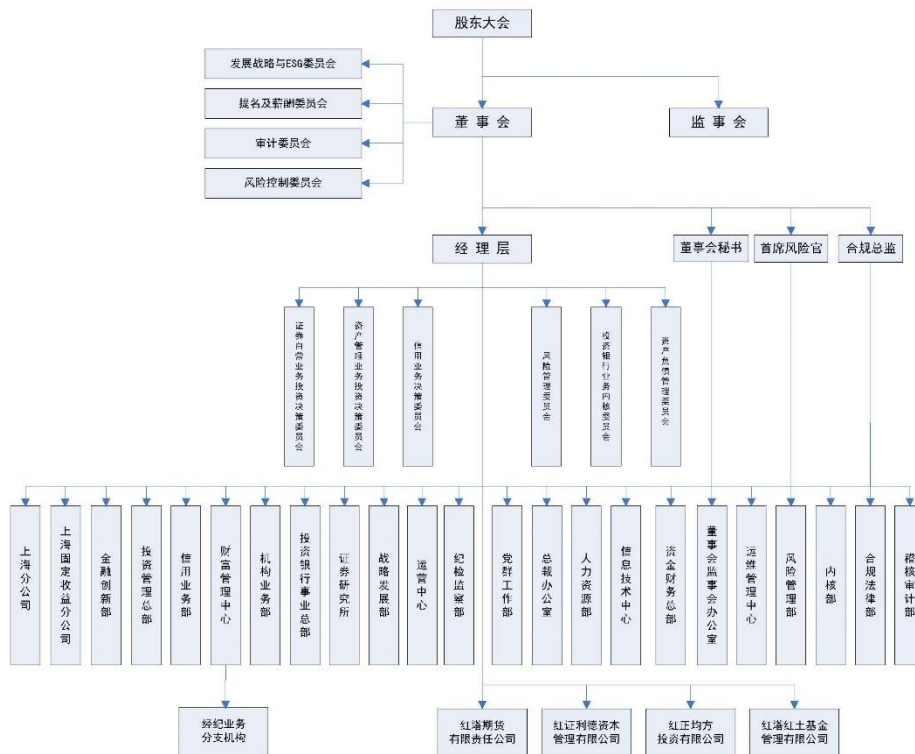 股东大会
发展战略与ESG委员会
提名及薪酬委员会
审计委员会
风险控制委员会
董事会
监事会
经理层
董事会秘书
首席风险官
合规总监
证券自营业务投资决策委员会
资产管理业务投资决策委员会
信用业务决策委员会
风险管理委员会
投资银行业务内核委员会
资产负债管理委员会
上海分公司
上海固定收益分公司
金融创新部
投资管理总部
信用业务部
财富管理中心
机构业务部
投资银行事业总部
证券研究所
战略发展部
运营中心
纪检监察部
党群工作部
总裁办公室
人力资源部
信息技术中心
资金财务总部
董事会监事会办公室
运维管理中心
风险管理部
内核部
合规法律部
稽核审计部
经纪业务
分支机构
红塔期货
有限责任公司
红证利德资本
管理有限公司
红正均方
投资有限公司
红塔红土基金
管理有限公司